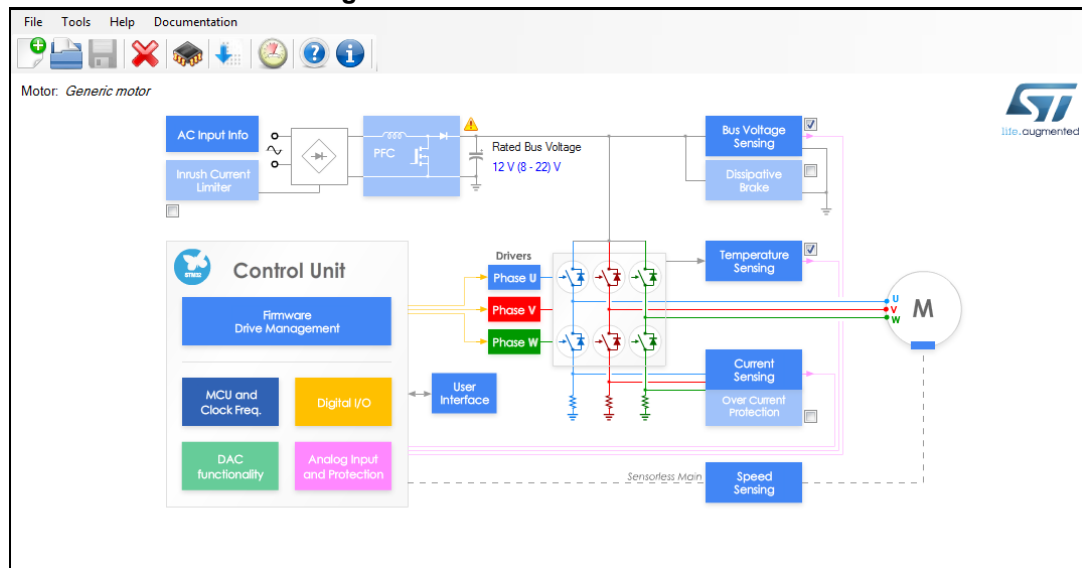 File Tools Help Documentation
Motor: Generic motor
life.augmented
AC Input Info
Inrush Current
Limiter
PFC
Rated Bus Voltage
12 V (8 - 22) V
Bus Voltage
Sensing
Dissipative
Brake
STM32
Control Unit
Firmware
Drive Management
MCU and
Clock Freq.
Digital I/O
DAC
functionality
Analog Input
and Protection
User
Interface
Drivers
Phase U
Phase V
Phase W
Temperature
Sensing
U
V
W
M
Current
Sensing
Over Current
Protection
Sensorless Main
Speed
Sensing